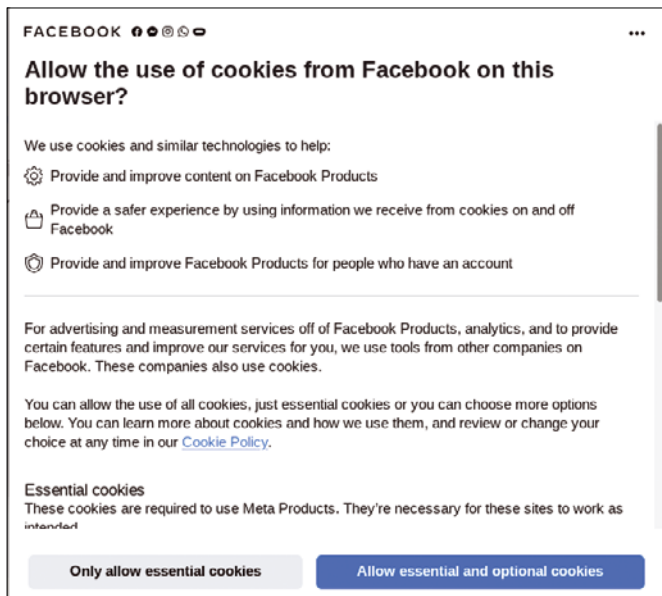 FACEBOOK
Allow the use of cookies from Facebook on this
browser?
We use cookies and similar technologies to help:
Provide and improve content on Facebook Products
Provide a safer experience by using information we receive from cookies on and off
Facebook
Provide and improve Facebook Products for people who have an account
For advertising and measurement services off of Facebook Products, analytics, and to provide
certain features and improve our services for you, we use tools from other companies on
Facebook. These companies also use cookies.
You can allow the use of all cookies, just essential cookies or you can choose more options
below. You can learn more about cookies and how we use them, and review or change your
choice at any time in our Cookie Policy.
Essential cookies
These cookies are required to use Meta Products. They're necessary for these sites to work as
intended
Only allow essential cookies
Allow essential and optional cookies